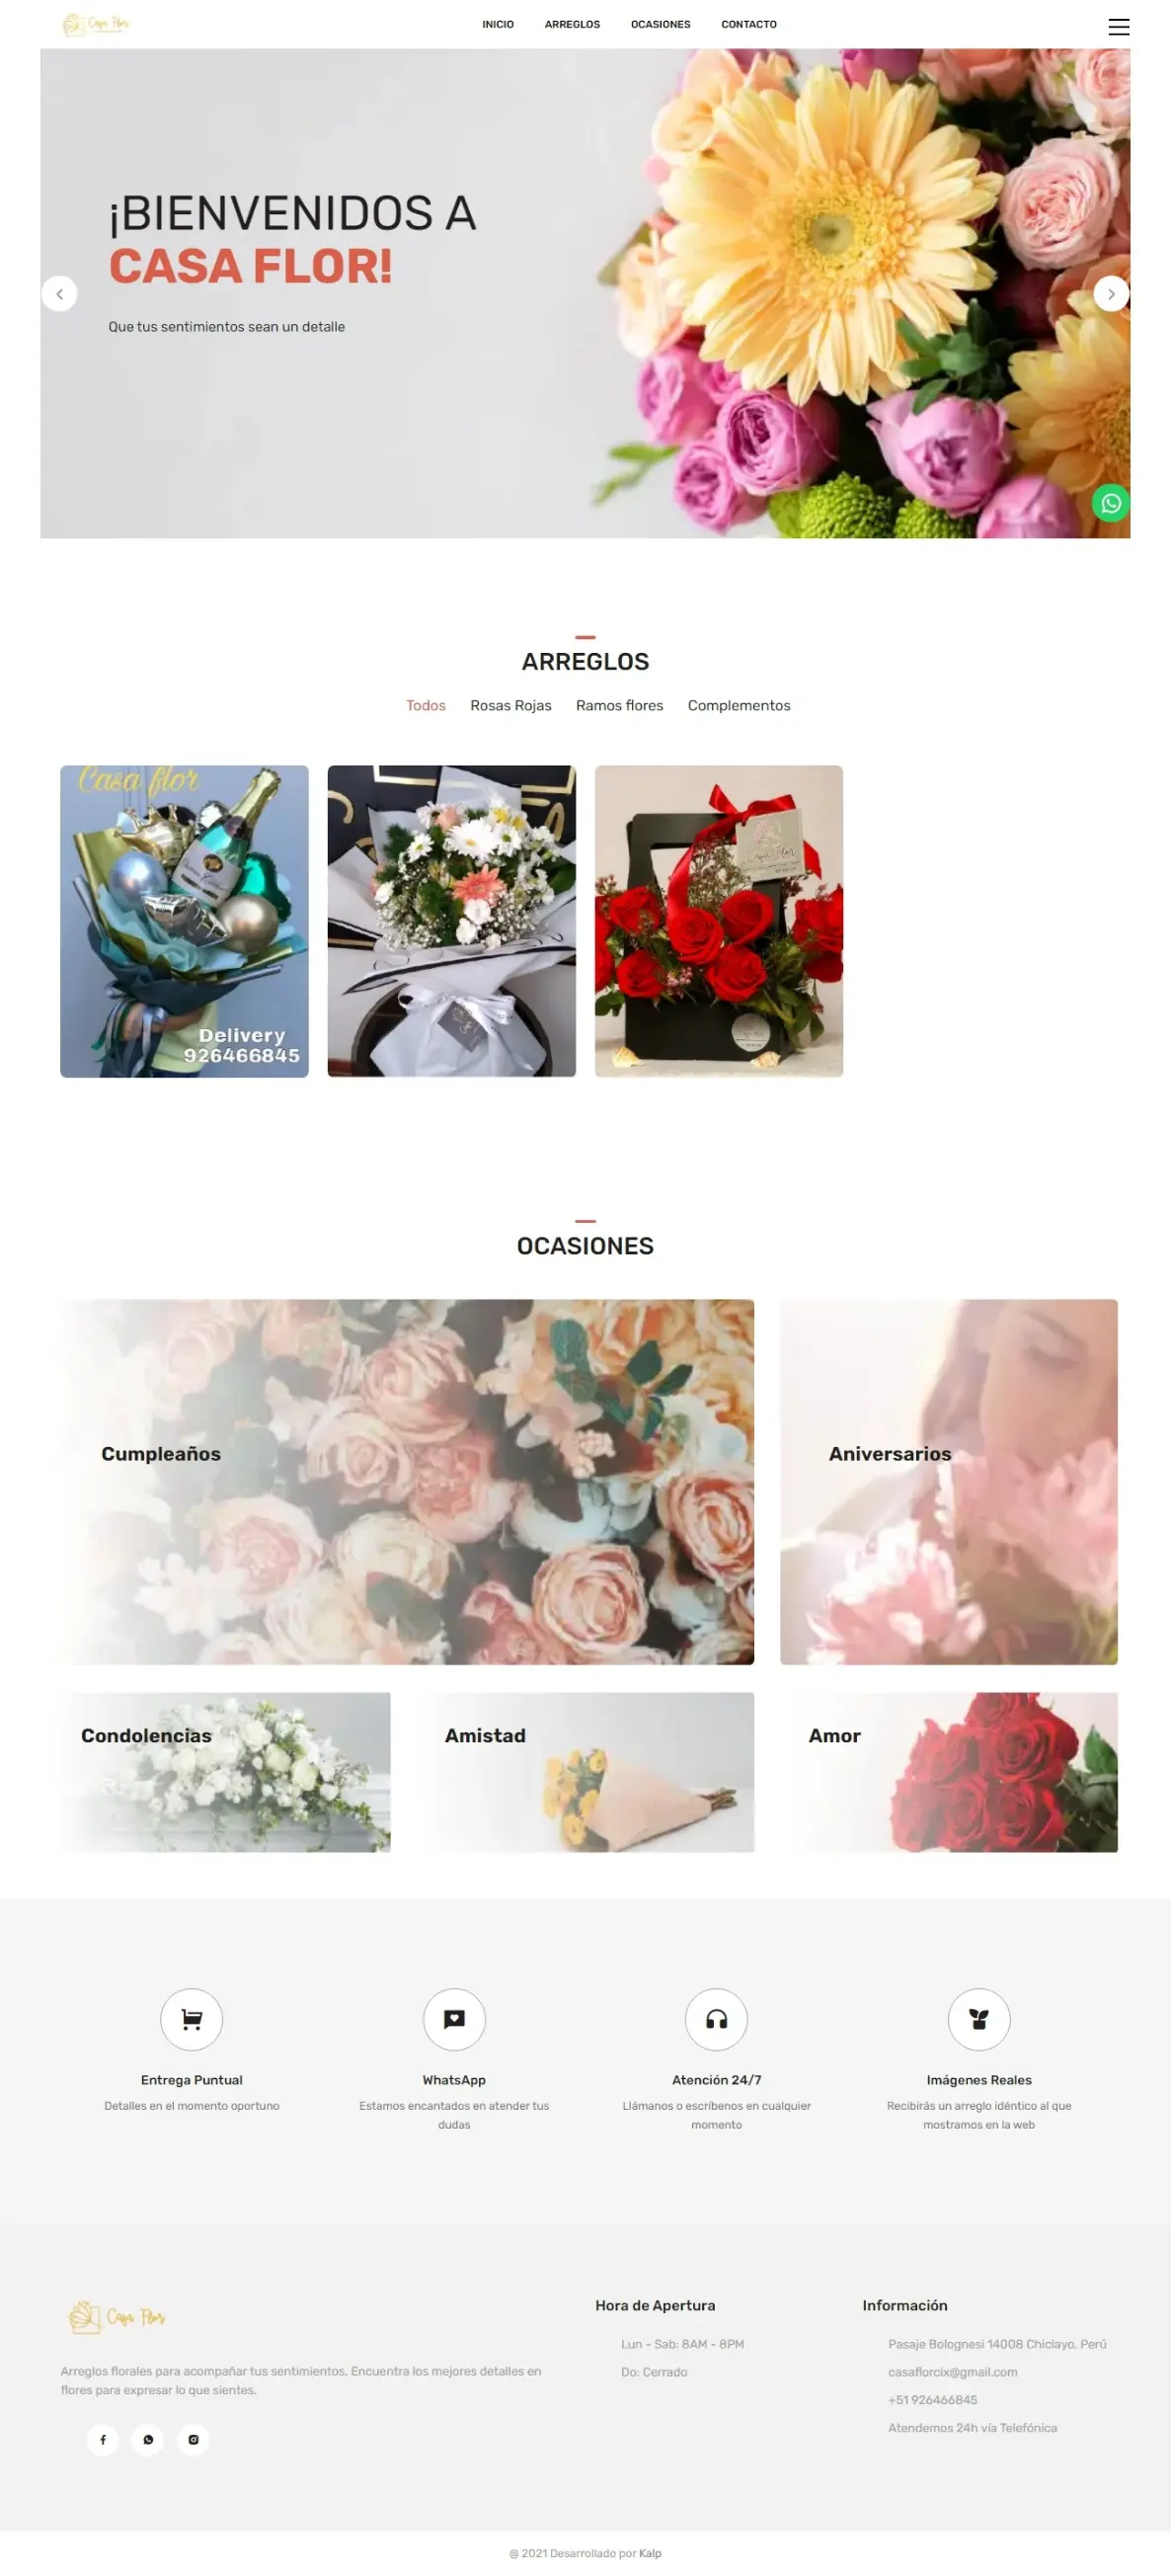 Casa Flor
INICIO ARREGLOS OCASIONES CONTACTO
¡BIENVENIDOS A
CASA FLOR!
Que tus sentimientos sean un detalle
ARREGLOS
Todos Rosas Rojas Ramos flores Complementos
Casa flor
Delivery
926466845
OCASIONES
Cumpleaños
Aniversarios
Condolencias
Amistad
Amor
Entrega Puntual
Detalles en el momento oportuno
WhatsApp
Estamos encantados en atender tus
dudas
Atención 24/7
Llámanos o escríbenos en cualquier
momento
Imágenes Reales
Recibirás un arreglo idéntico al que
mostramos en la web
Casa Flor
Arreglos florales para acompañar tus sentimientos. Encuentra los mejores detalles en
flores para expresar lo que sientes.
Hora de Apertura
Lun - Sab: 8AM - 8PM
Do: Cerrado
Información
Pasaje Bolognesi 14008 Chiclayo, Perú
casaflorcix@gmail.com
+51 926466845
Atendemos 24h vía Telefónica
@ 2021 Desarrollado por Kalp